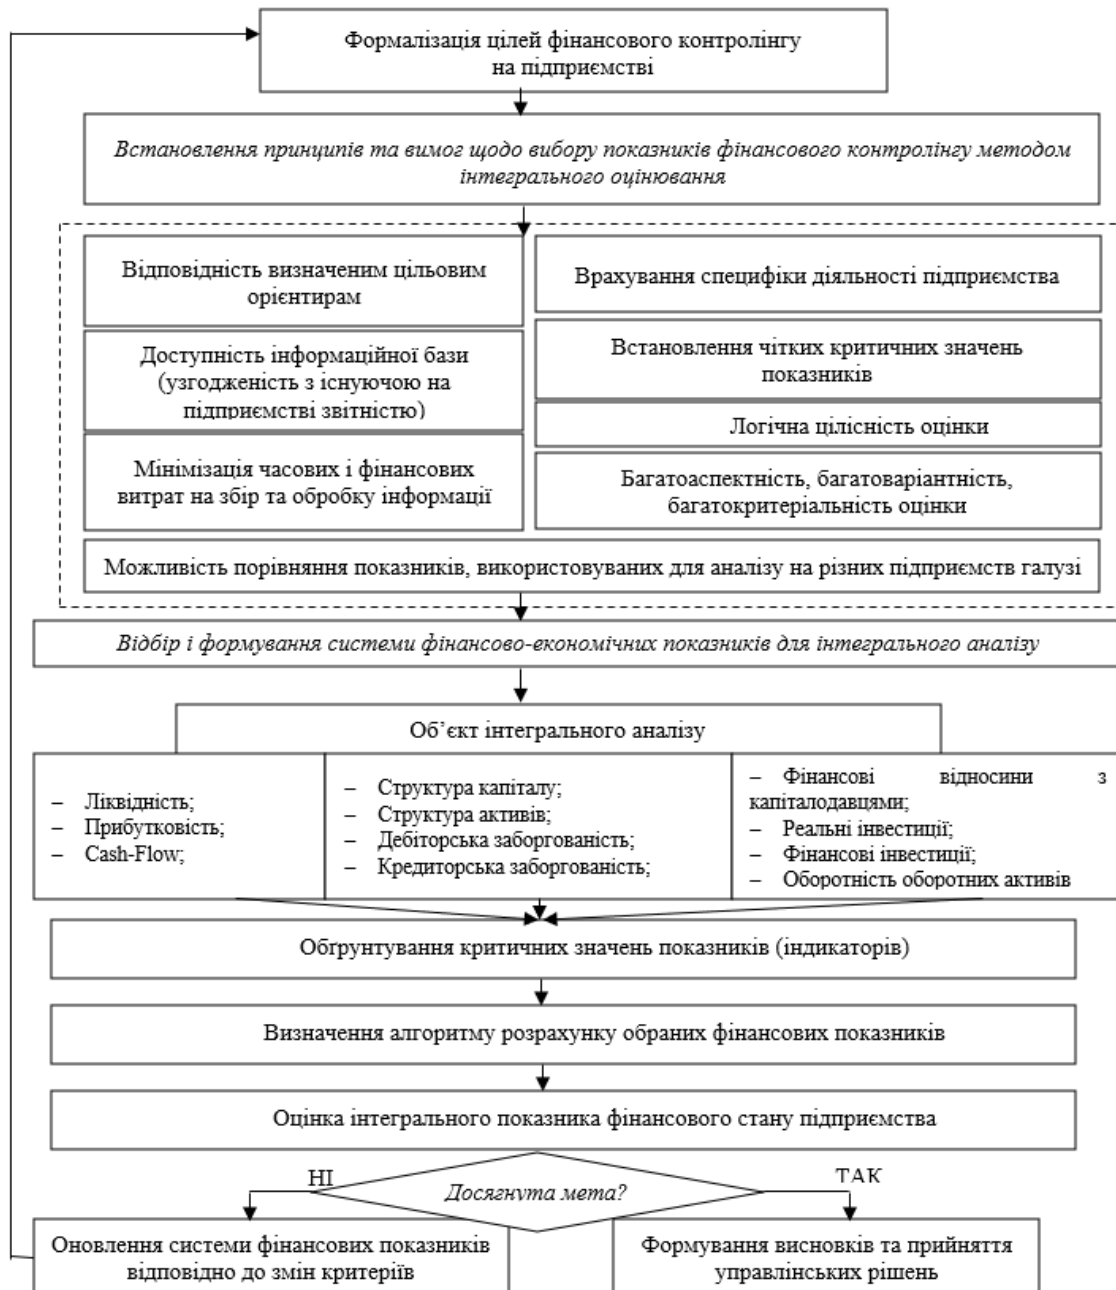 Формалізація цілей фінансового контролінгу
на підприємстві
Встановлення принципів та вимог щодо вибору показників фінансового контролінгу методом
інтегрального оцінювання
Відповідність визначеним цільовим
орієнтирам
Доступність інформаційної бази
(узгодженість з існуючою на
підприємстві звітністю)
Мінімізація часових і фінансових
витрат на збір та обробку інформації
Врахування специфіки діяльності підприємства
Встановлення чітких критичних значень
показників
Логічна цілісність оцінки
Багатоаспектність, багатоваріантність,
багатокритеріальність оцінки
Можливість порівняння показників, використовуваних для аналізу на різних підприємств галузі
Відбір і формування системи фінансово-економічних показників для інтегрального аналізу
Об’єкт інтегрального аналізу
– Ліквідність;
– Прибутковість;
– Cash-Flow;
– Структура капіталу;
– Структура активів;
– Дебіторська заборгованість;
– Кредиторська заборгованість;
– Фінансові відносини з
капіталодавцями;
– Реальні інвестиції;
– Фінансові інвестиції;
– Оборотність оборотних активів
Обґрунтування критичних значень показників (індикаторів)
Визначення алгоритму розрахунку обраних фінансових показників
Оцінка інтегрального показника фінансового стану підприємства
НІ
Досягнута мета?
ТАК
Оновлення системи фінансових показників
відповідно до змін критеріїв
Формування висновків та прийняття
управлінських рішень